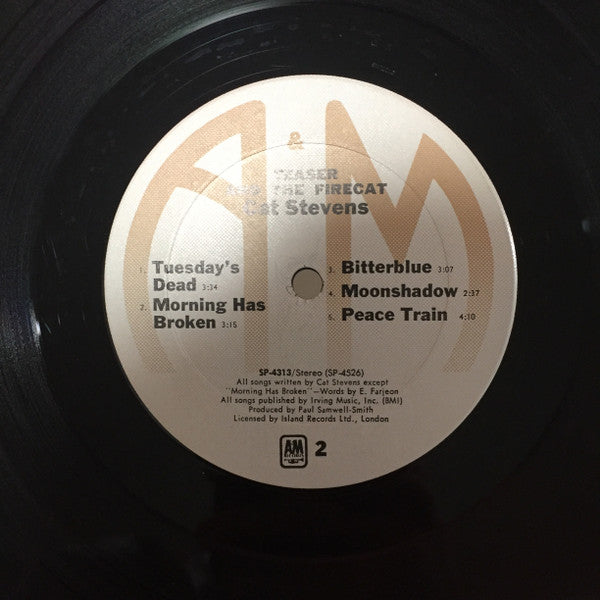 A&M
TEASER
AND THE FIRECAT
Cat Stevens
1. Tuesday's
Dead 3:34
2. Morning Has
Broken 3:15
3. Bitterblue 3:07
4. Moonshadow 2:37
5. Peace Train 4:10
SP-4313/Stereo (SP-4526)
All songs written by Cat Stevens except
"Morning Has Broken"—Words by E. Farjeon
All songs published by Irving Music, Inc. (BMI)
Produced by Paul Samwell-Smith
Licensed by Island Records Ltd., London
A&M
RECORDS
2